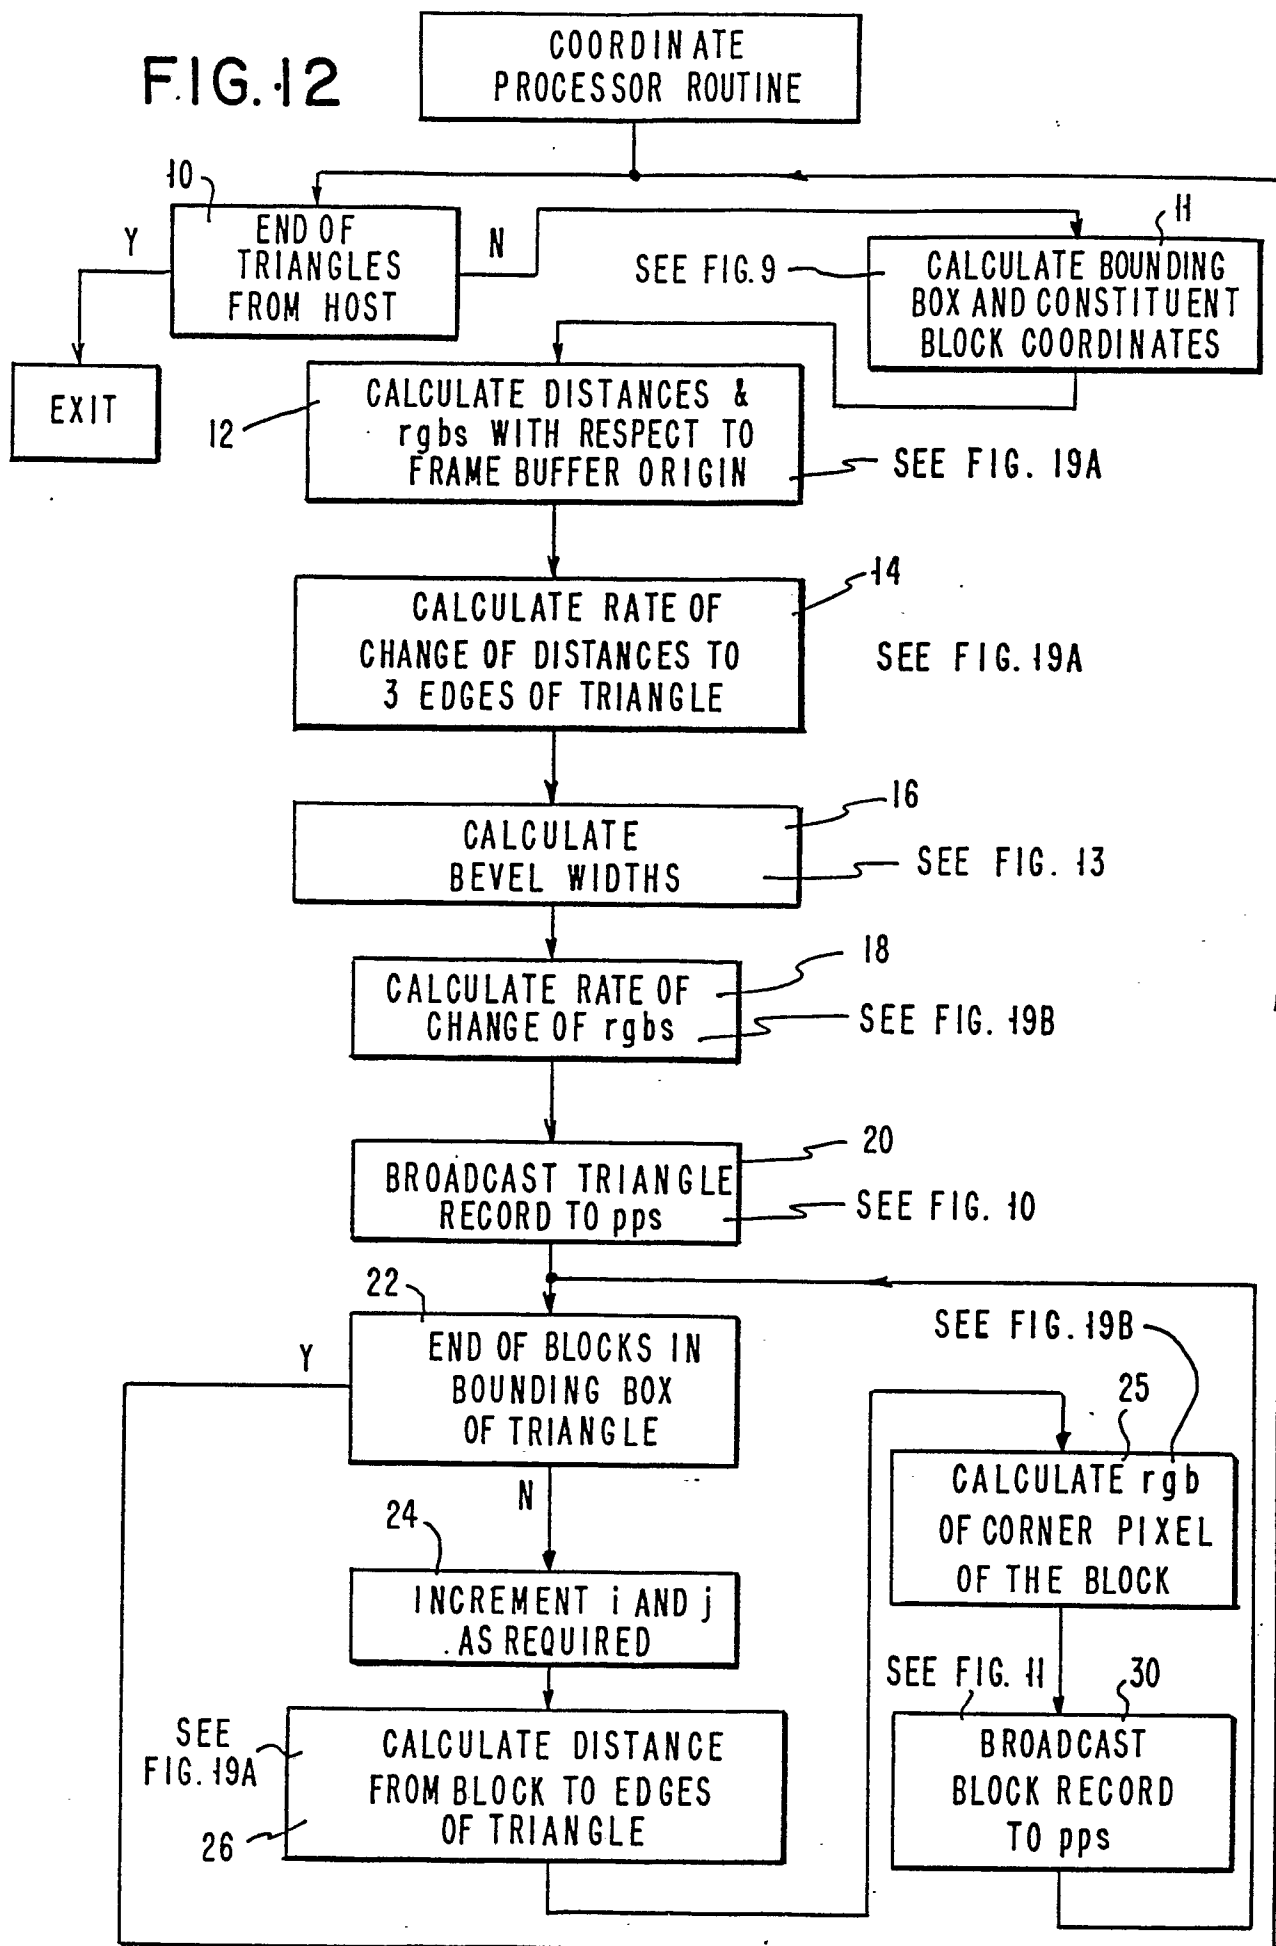 FIG. 12
COORDINATE
PROCESSOR ROUTINE
10
END OF
TRIANGLES
FROM HOST
Y
N
EXIT
11
SEE FIG. 9
CALCULATE BOUNDING
BOX AND CONSTITUENT
BLOCK COORDINATES
12
CALCULATE DISTANCES &
rgbs WITH RESPECT TO
FRAME BUFFER ORIGIN
SEE FIG. 19A
14
CALCULATE RATE OF
CHANGE OF DISTANCES TO
3 EDGES OF TRIANGLE
SEE FIG. 19A
16
CALCULATE
BEVEL WIDTHS
SEE FIG. 13
18
CALCULATE RATE OF
CHANGE OF rgbs
SEE FIG. 19B
20
BROADCAST TRIANGLE
RECORD TO pps
SEE FIG. 10
22
END OF BLOCKS IN
BOUNDING BOX
OF TRIANGLE
Y
N
24
INCREMENT i AND j
AS REQUIRED
SEE
FIG. 19A
CALCULATE DISTANCE
FROM BLOCK TO EDGES
OF TRIANGLE
26
SEE FIG. 19B
25
CALCULATE rgb
OF CORNER PIXEL
OF THE BLOCK
SEE FIG. 11
30
BROADCAST
BLOCK RECORD
TO pps